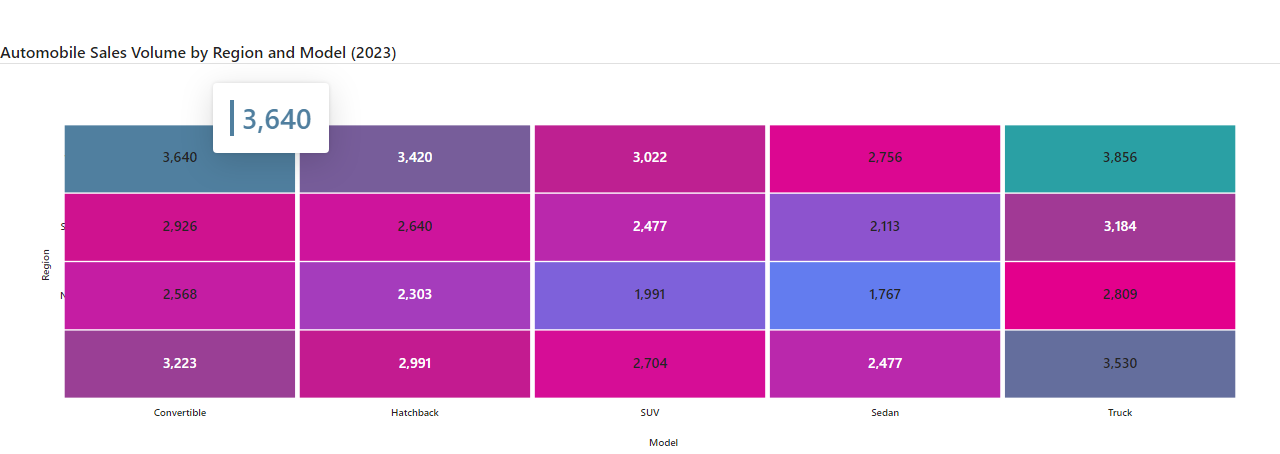 Automobile Sales Volume by Region and Model (2023)
3,640
3,640 3,420 3,022 2,756 3,856
2,926 2,640 2,477 2,113 3,184
2,568 2,303 1,991 1,767 2,809
3,223 2,991 2,704 2,477 3,530
Region
Convertible Hatchback SUV Sedan Truck
Model